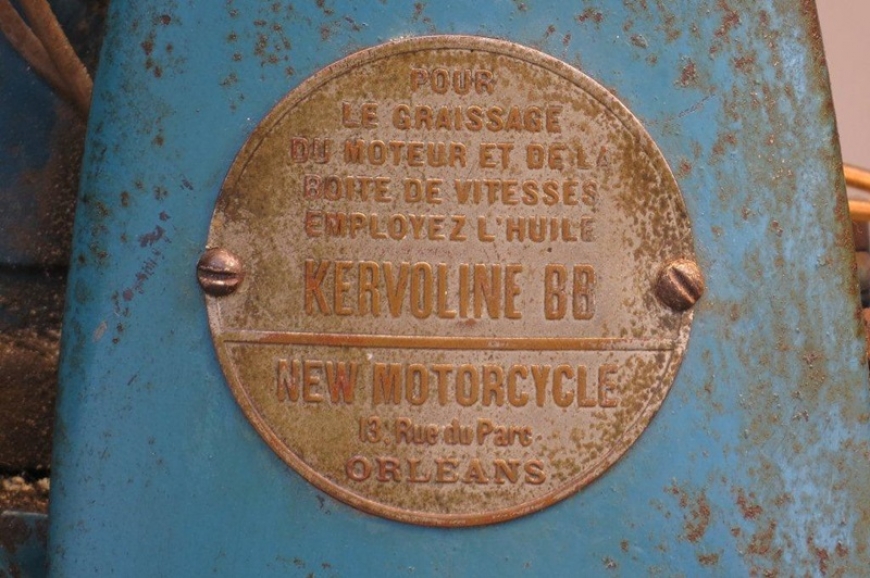 POUR
LE GRAISSAGE
DU MOTEUR ET DE LA
BOITE DE VITESSES
EMPLOYEZ L'HUILE
KERVOLINE BB
NEW MOTORCYCLE
13, Rue du Parc
ORLEANS